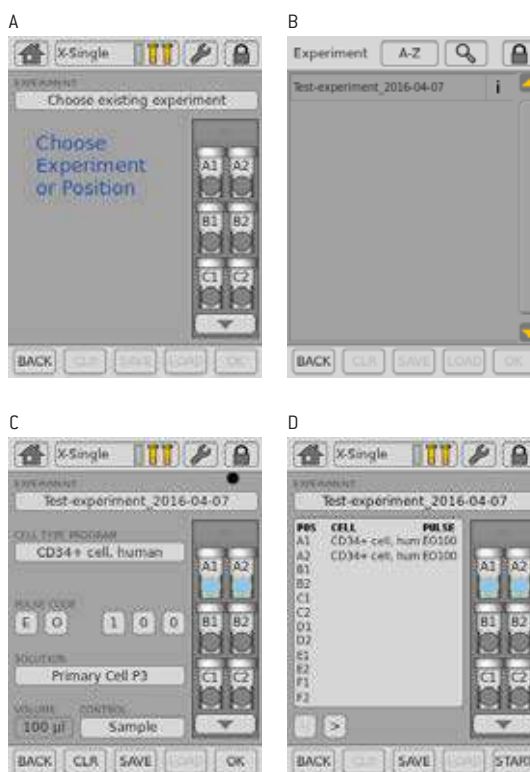 A
X-Single
EXPERIMENT
Choose existing experiment
Choose
Experiment
or Position
A1 A2
B1 B2
C1 C2
BACK CLR SAVE LOAD OK
B
Experiment A-Z
Test-experiment_2016-04-07 i
BACK CLR SAVE LOAD OK
C
X-Single
EXPERIMENT
Test-experiment_2016-04-07
CELL TYPE PROGRAM
CD34+ cell, human
A1 A2
PULSE CODE
E O 1 0 0
B1 B2
SOLUTION
Primary Cell P3
C1 C2
VOLUME CONTROL
100 µl Sample
BACK CLR SAVE LOAD OK
D
X-Single
EXPERIMENT
Test-experiment_2016-04-07
POS CELL PULSE
A1 CD34+ cell, hum EO100
A2 CD34+ cell, hum EO100
B1
B2
C1
C2
D1
D2
E1
E2
F1
F2
A1 A2
B1 B2
C1 C2
>
BACK CLR SAVE LOAD START